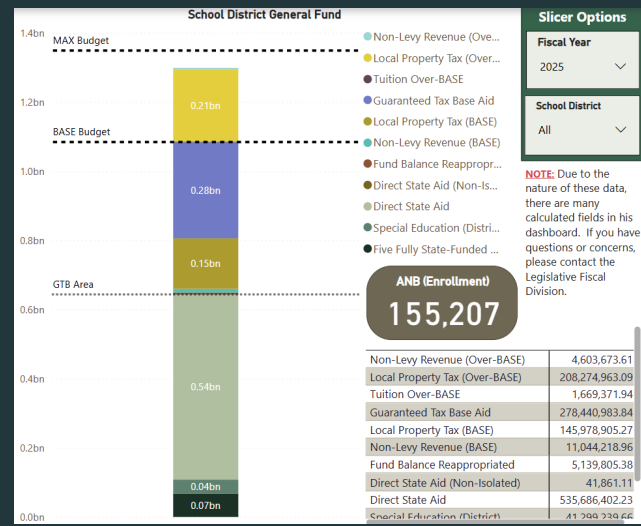 School District General Fund
1.4bn
MAX Budget
1.2bn
BASE Budget
1.0bn
0.8bn
GTB Area
0.6bn
0.4bn
0.2bn
0.0bn
0.21bn
0.28bn
0.15bn
0.54bn
0.04bn
0.07bn
Non-Levy Revenue (Ove...
Local Property Tax (Over...
Tuition Over-BASE
Guaranteed Tax Base Aid
Local Property Tax (BASE)
Non-Levy Revenue (BASE)
Fund Balance Reappropr...
Direct State Aid (Non-Is...
Direct State Aid
Special Education (Distri...
Five Fully State-Funded ...
ANB (Enrollment)
155,207
Non-Levy Revenue (Over-BASE) 4,603,673.61
Local Property Tax (Over-BASE) 208,274,963.09
Tuition Over-BASE 1,669,371.94
Guaranteed Tax Base Aid 278,440,983.84
Local Property Tax (BASE) 145,978,905.27
Non-Levy Revenue (BASE) 11,044,218.96
Fund Balance Reappropriated 5,139,805.38
Direct State Aid (Non-Isolated) 41,861.11
Direct State Aid 535,686,402.23
Special Education (District) 41,299,239.66
Slicer Options
Fiscal Year
2025
School District
All
NOTE: Due to the
nature of these data,
there are many
calculated fields in his
dashboard. If you have
questions or concerns,
please contact the
Legislative Fiscal
Division.